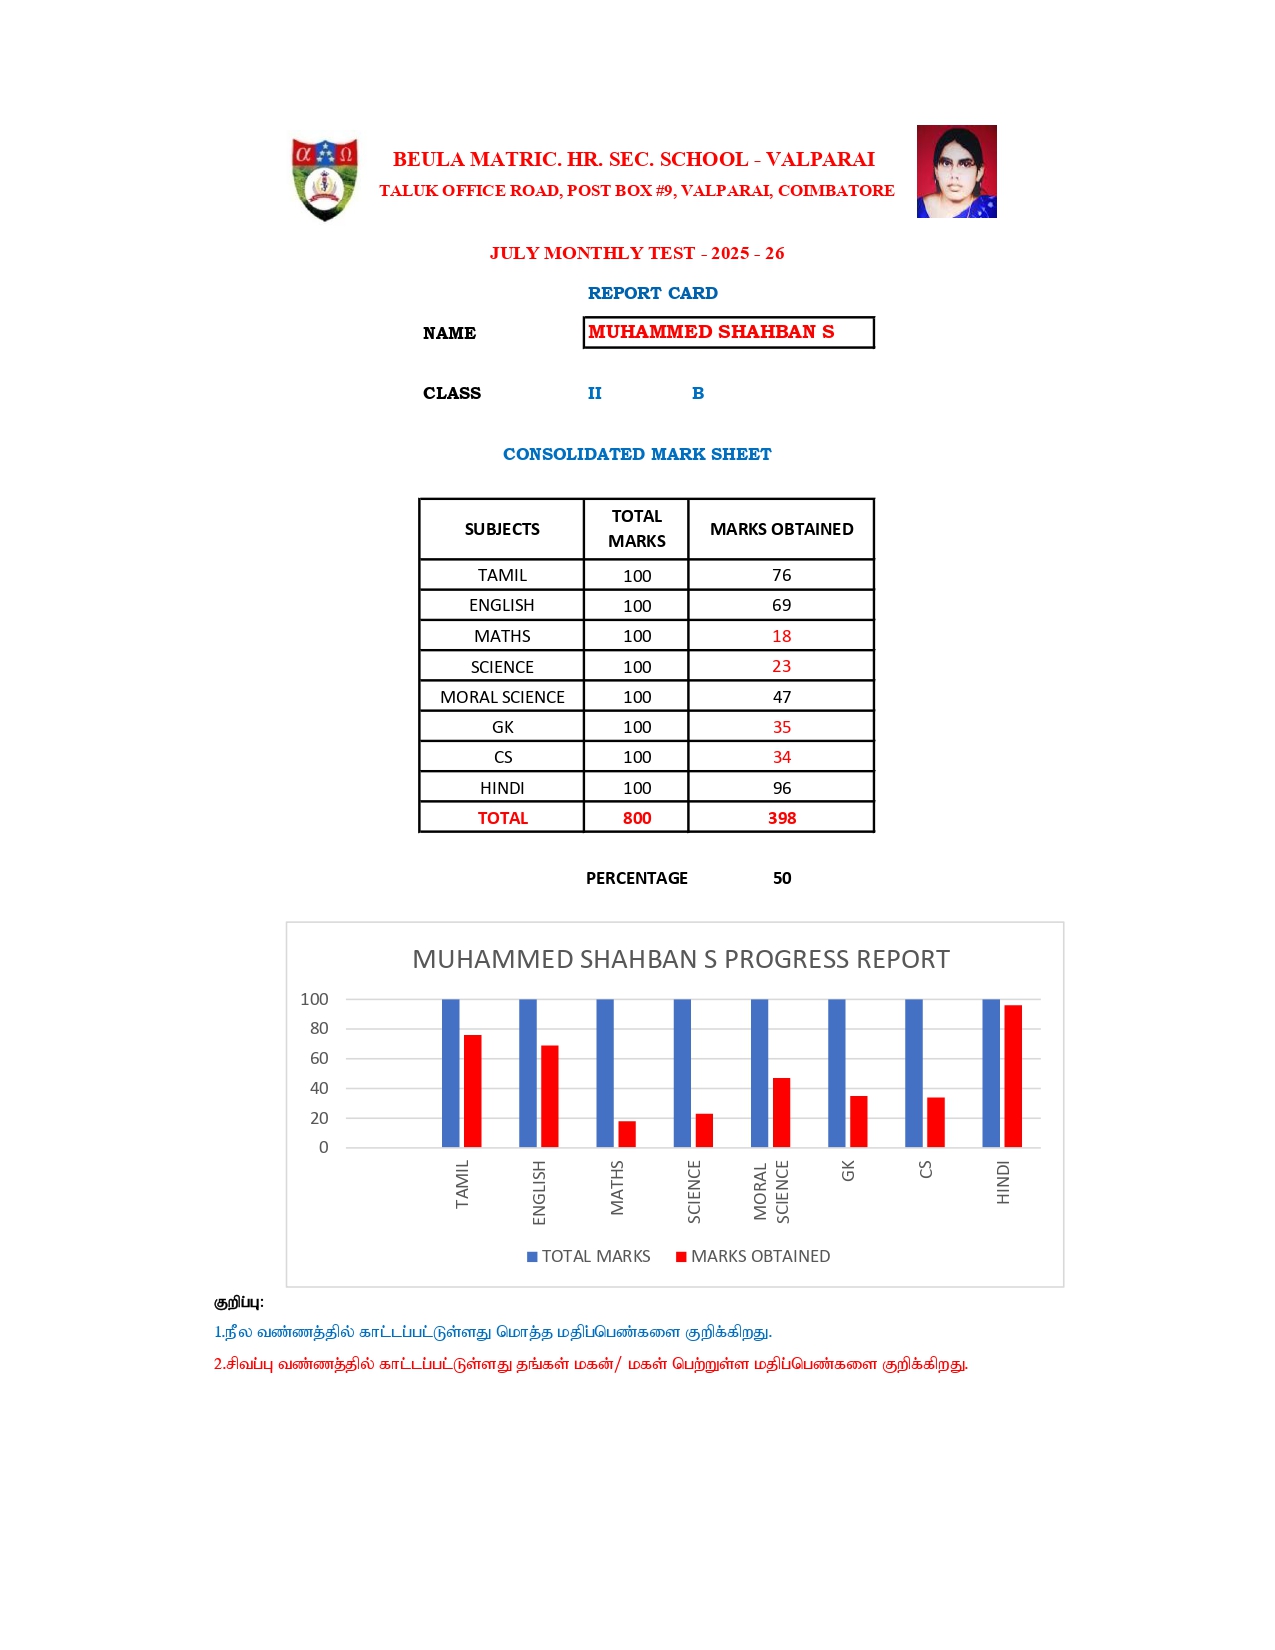 α Ω
BEULA MATRIC. HR. SEC. SCHOOL - VALPARAI
TALUK OFFICE ROAD, POST BOX #9, VALPARAI, COIMBATORE
JULY MONTHLY TEST - 2025 - 26
REPORT CARD
NAME MUHAMMED SHAHBAN S
CLASS II B
CONSOLIDATED MARK SHEET
SUBJECTS TOTAL MARKS MARKS OBTAINED
TAMIL 100 76
ENGLISH 100 69
MATHS 100 18
SCIENCE 100 23
MORAL SCIENCE 100 47
GK 100 35
CS 100 34
HINDI 100 96
TOTAL 800 398
PERCENTAGE 50
MUHAMMED SHAHBAN S PROGRESS REPORT
100
80
60
40
20
0
TAMIL ENGLISH MATHS SCIENCE MORAL SCIENCE GK CS HINDI
TOTAL MARKS MARKS OBTAINED
குறிப்பு:
1.நீல வண்ணத்தில் காட்டப்பட்டுள்ளது மொத்த மதிப்பெண்களை குறிக்கிறது.
2.சிவப்பு வண்ணத்தில் காட்டப்பட்டுள்ளது தங்கள் மகன்/ மகள் பெற்றுள்ள மதிப்பெண்களை குறிக்கிறது.